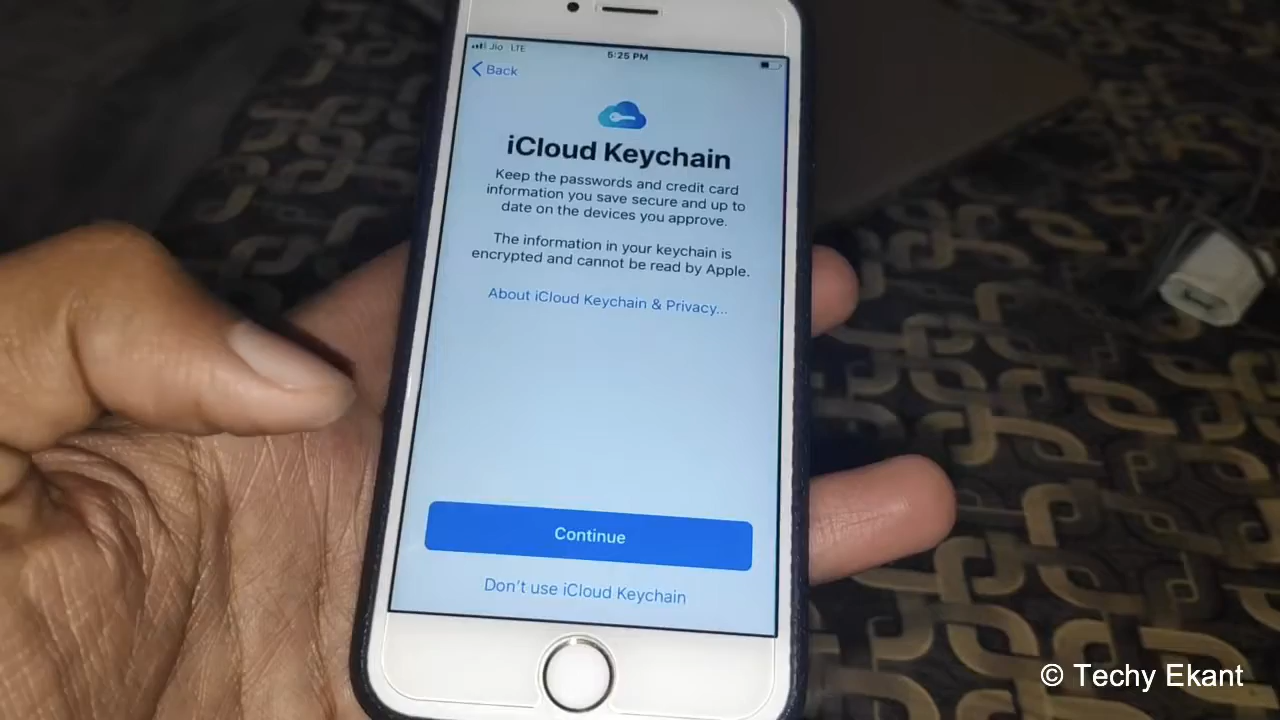 Jio LTE
5:25 PM
Back
iCloud Keychain
Keep the passwords and credit card
information you save secure and up to
date on the devices you approve.
The information in your keychain is
encrypted and cannot be read by Apple.
About iCloud Keychain & Privacy...
Continue
Don't use iCloud Keychain
© Techy Ekant